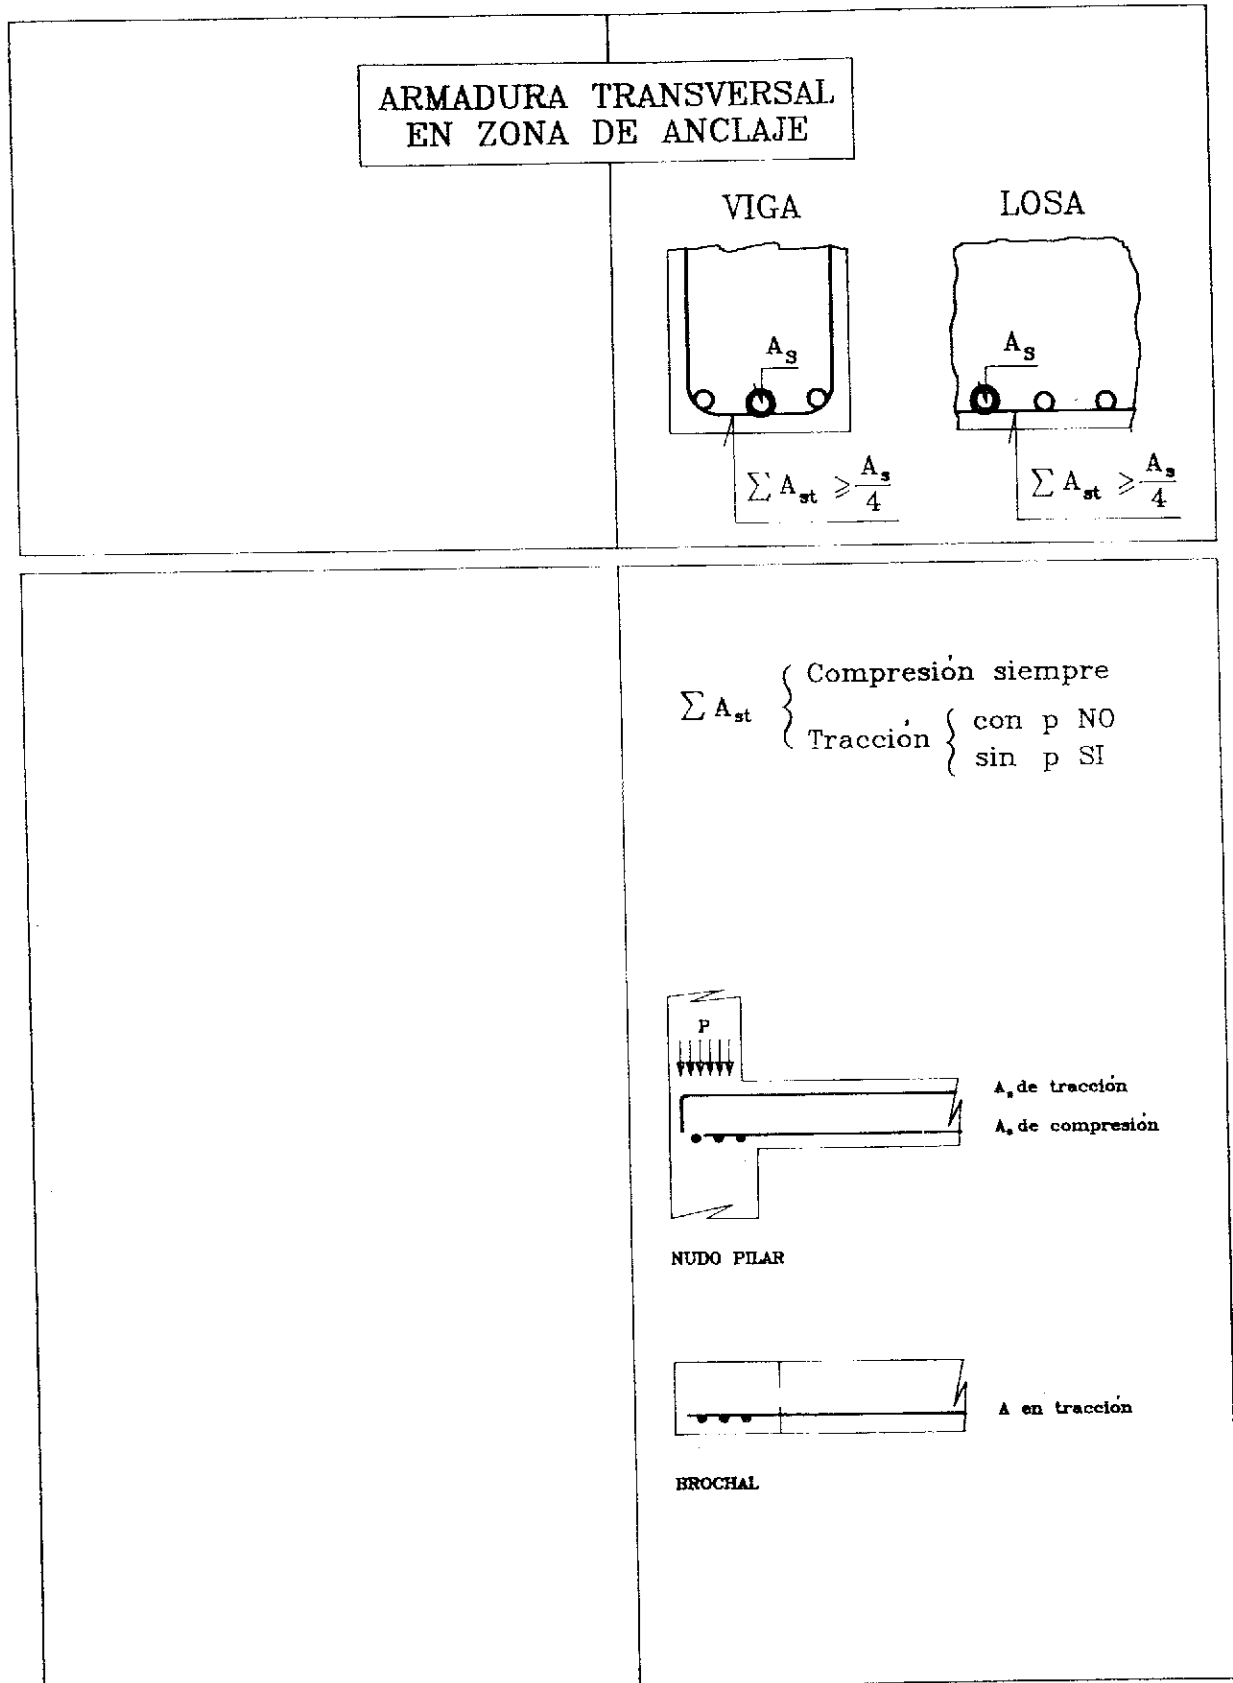 ARMADURA TRANSVERSAL
EN ZONA DE ANCLAJE
VIGA
LOSA
A_s
A_s
∑ A_st ⩾ A_s/4
∑ A_st ⩾ A_s/4
∑ A_st { Compresión siempre
Tracción { con p NO
sin p SI
P
A_s de tracción
A_s de compresión
NUDO PILAR
A en tracción
BROCHAL